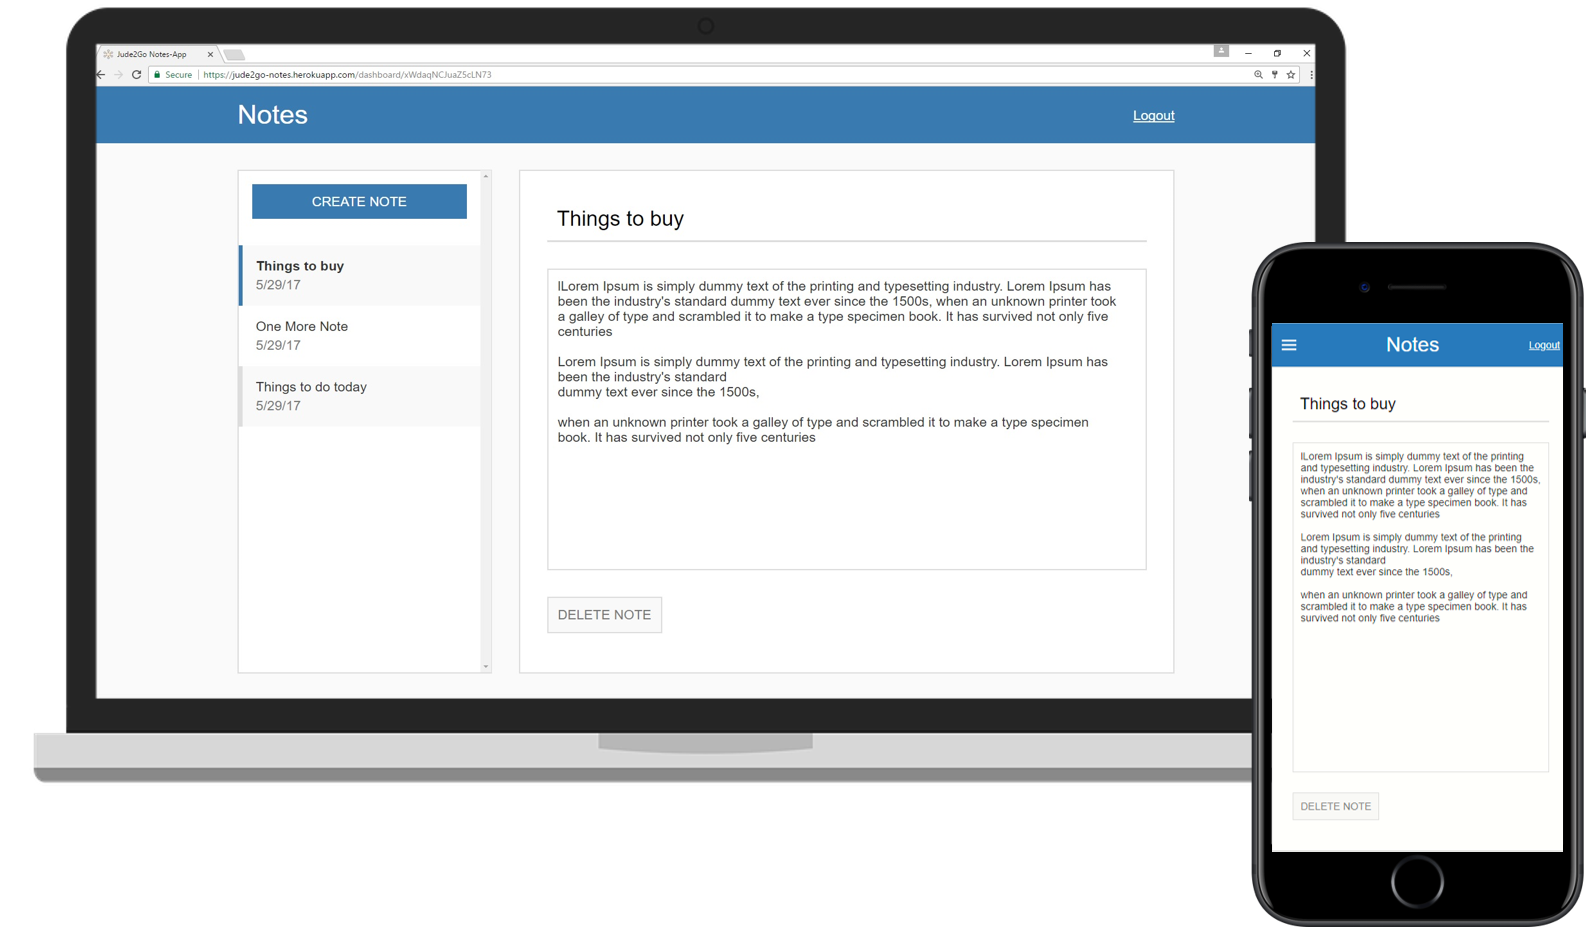 Jude2Go Notes-App
Secure
https://jude2go-notes.herokuapp.com/dashboard/xWdaqNCJuaZ5cLN73
Notes
Logout
CREATE NOTE
Things to buy
5/29/17
One More Note
5/29/17
Things to do today
5/29/17
Things to buy
lLorem Ipsum is simply dummy text of the printing and typesetting industry. Lorem Ipsum has
been the industry's standard dummy text ever since the 1500s, when an unknown printer took
a galley of type and scrambled it to make a type specimen book. It has survived not only five
centuries
Lorem Ipsum is simply dummy text of the printing and typesetting industry. Lorem Ipsum has
been the industry's standard
dummy text ever since the 1500s,
when an unknown printer took a galley of type and scrambled it to make a type specimen
book. It has survived not only five centuries
DELETE NOTE
Notes
Logout
Things to buy
lLorem Ipsum is simply dummy text of the printing
and typesetting industry. Lorem Ipsum has been the
industry's standard dummy text ever since the 1500s,
when an unknown printer took a galley of type and
scrambled it to make a type specimen book. It has
survived not only five centuries
Lorem Ipsum is simply dummy text of the printing
and typesetting industry. Lorem Ipsum has been the
industry's standard
dummy text ever since the 1500s,
when an unknown printer took a galley of type and
scrambled it to make a type specimen book. It has
survived not only five centuries
DELETE NOTE